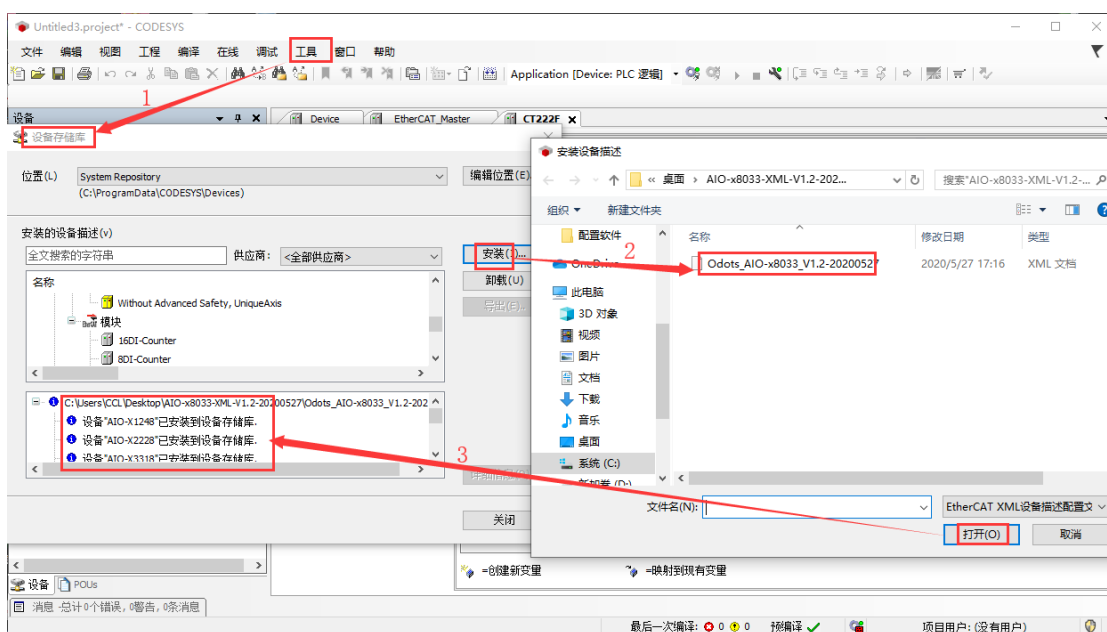 Untitled3.project* - CODESYS
文件 编辑 视图 工程 编译 在线 调试 工具 窗口 帮助
Application [Device: PLC 逻辑]
1
设备
Device
EtherCAT_Master
CT222F
设备存储库
位置(L)
System Repository
编辑位置(E)
(C:\ProgramData\CODESYS\Devices)
安装的设备描述(v)
全文搜索的字符串
供应商:
<全部供应商>
安装(I)...
名称
卸载(U)
导出(E)..
Without Advanced Safety, UniqueAxis
模块
16DI-Counter
8DI-Counter
C:\Users\CCL\Desktop\AIO-x8033-XML-V1.2-20200527\Odots_AIO-x8033_V1.2-202
设备"AIO-X1248"已安装到设备存储库.
设备"AIO-X2228"已安装到设备存储库.
设备"AIO-X3318"已安装到设备存储库.
3
关闭
安装设备描述
« 桌面 › AIO-x8033-XML-V1.2-202...
搜索"AIO-x8033-XML-V1.2-...
组织
新建文件夹
名称
修改日期
类型
2
Odots_AIO-x8033_V1.2-20200527
2020/5/27 17:16
XML 文档
配置软件
OneDrive
此电脑
3D 对象
视频
图片
文档
下载
音乐
桌面
系统 (C:)
新加卷 (D:)
文件名(N):
EtherCAT XML设备描述配置文
打开(O)
取消
=创建新变量
=映射到现有变量
设备
POUs
消息 -总计0个错误, 0警告, 0条消息
最后一次编译: 0 0
预编译
项目用户: (没有用户)